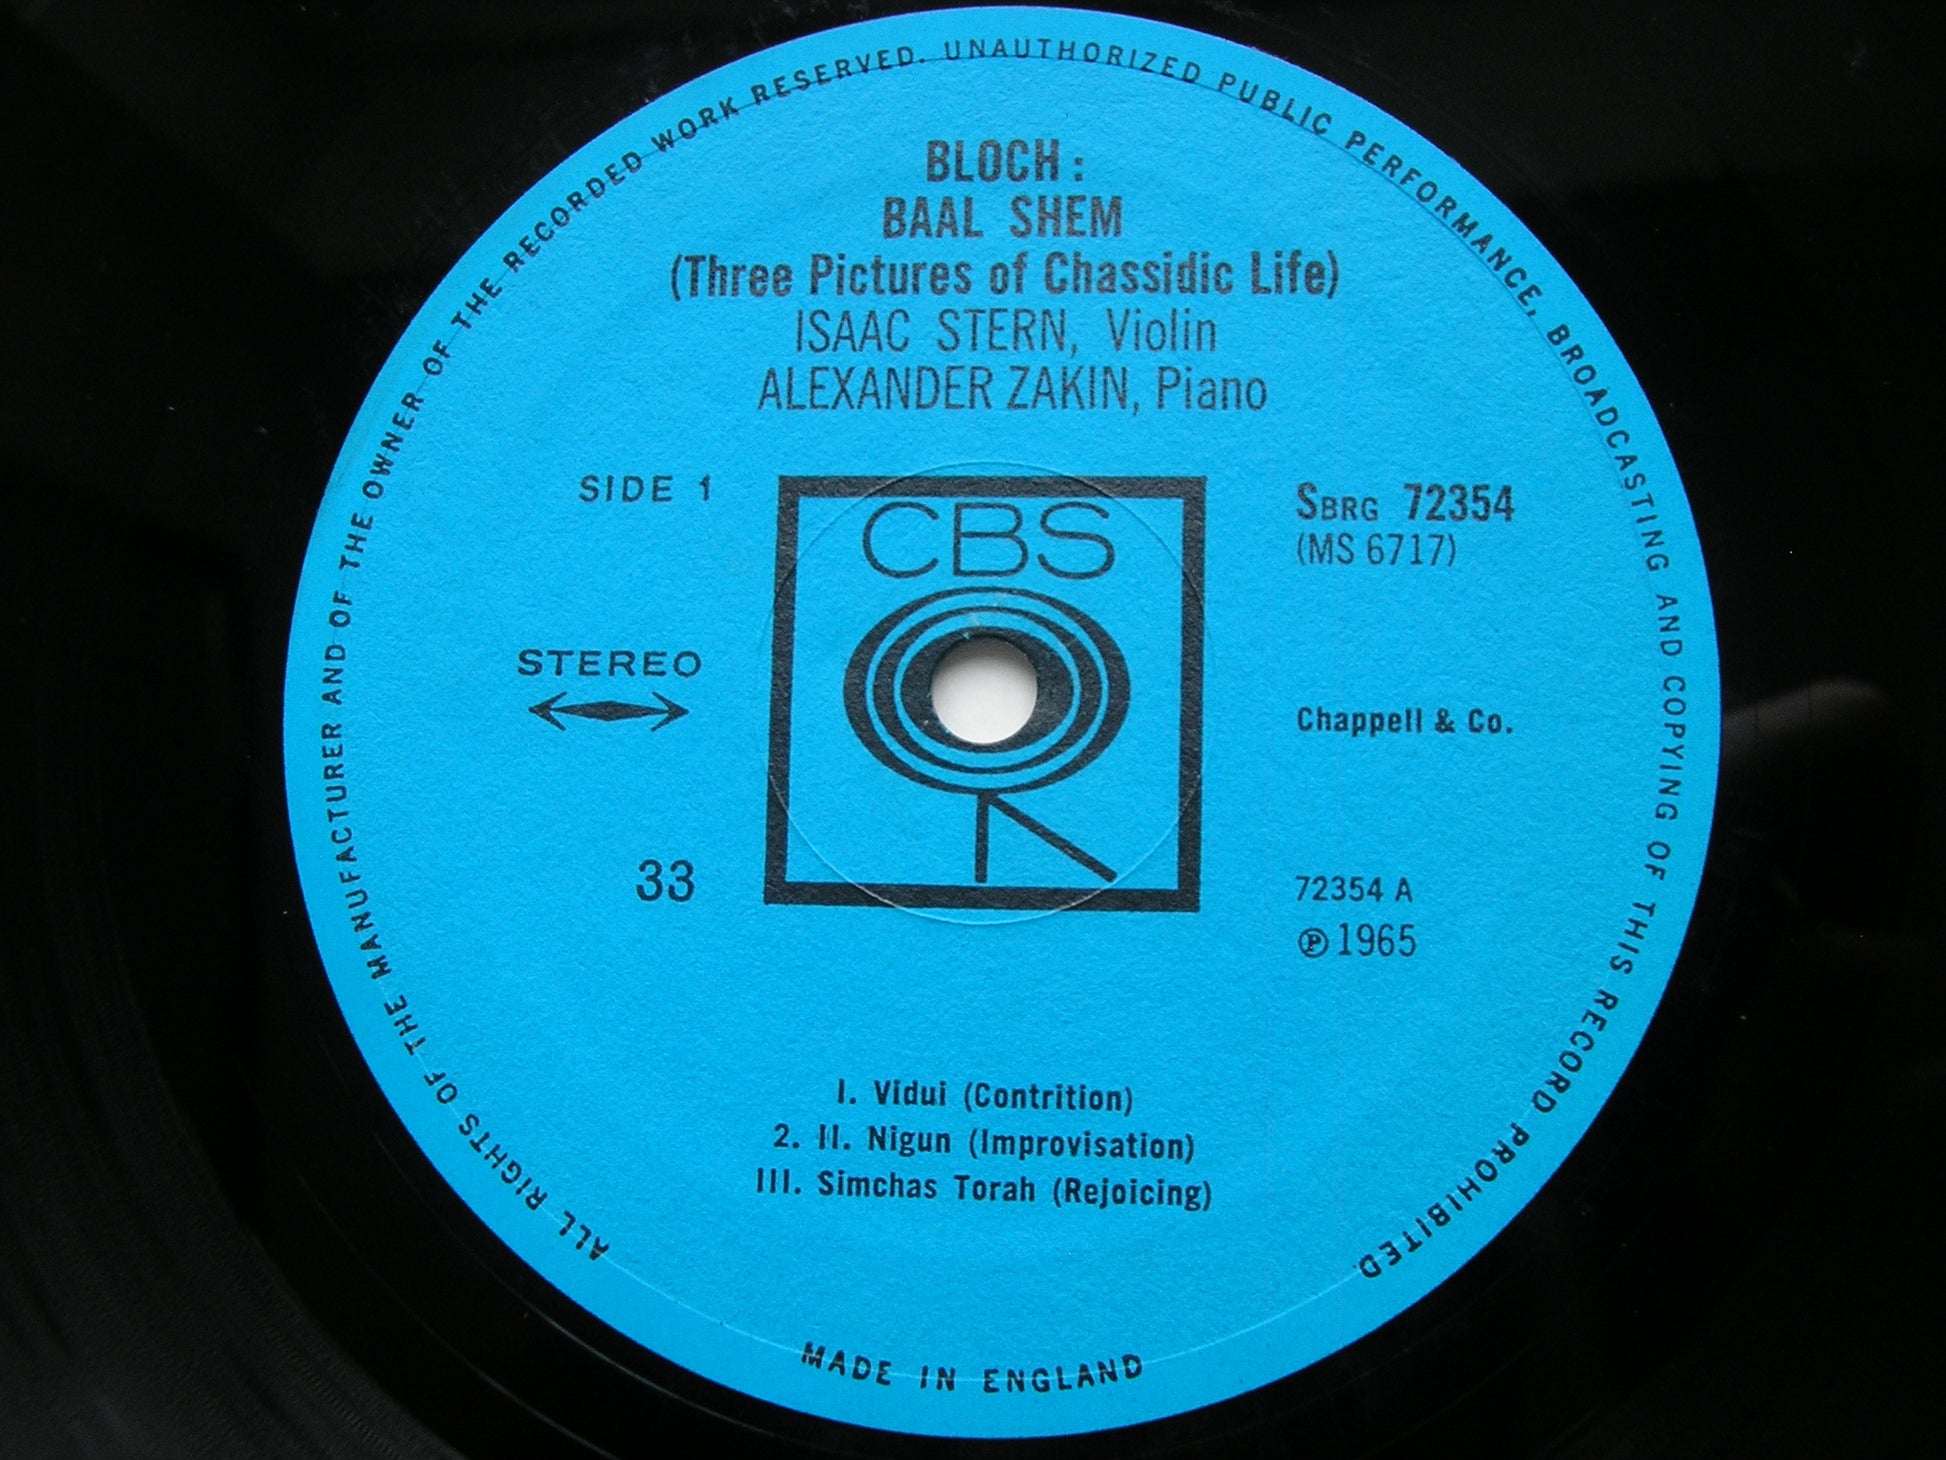 ALL RIGHTS OF THE MANUFACTURER AND OF THE OWNER OF THE RECORDED WORK RESERVED. UNAUTHORIZED PUBLIC PERFORMANCE, BROADCASTING AND COPYING OF THIS RECORD PROHIBITED
BLOCH :
BAAL SHEM
(Three Pictures of Chassidic Life)
ISAAC STERN, Violin
ALEXANDER ZAKIN, Piano
SIDE 1
CBS
SBRG 72354
(MS 6717)
STEREO
Chappell & Co.
33
72354 A
℗ 1965
I. Vidui (Contrition)
2. II. Nigun (Improvisation)
III. Simchas Torah (Rejoicing)
MADE IN ENGLAND